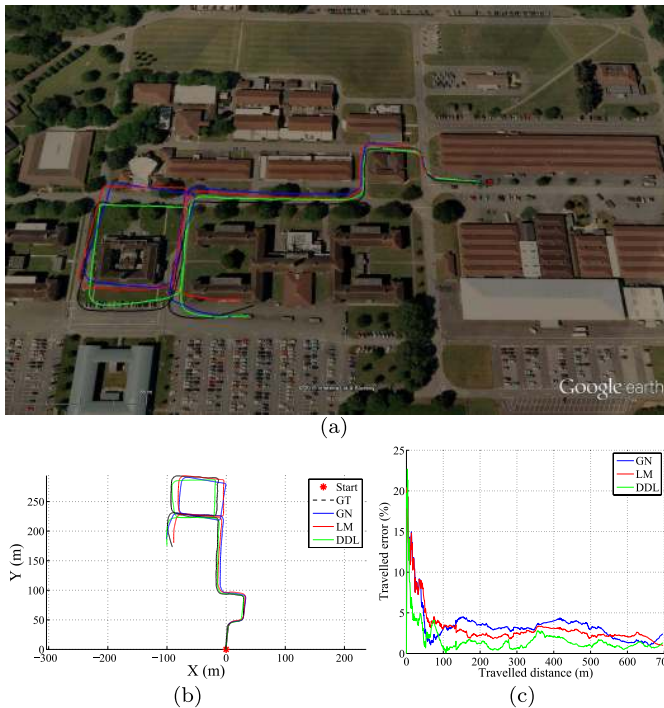 Google earth
(a)
Y (m)
250
200
150
100
50
0
−300
−200
−100
0
100
200
X (m)
Start
GT
GN
LM
DDL
(b)
Travelled error (%)
25
20
15
10
5
0
0
100
200
300
400
500
600
Travelled distance (m)
GN
LM
DDL
(c)